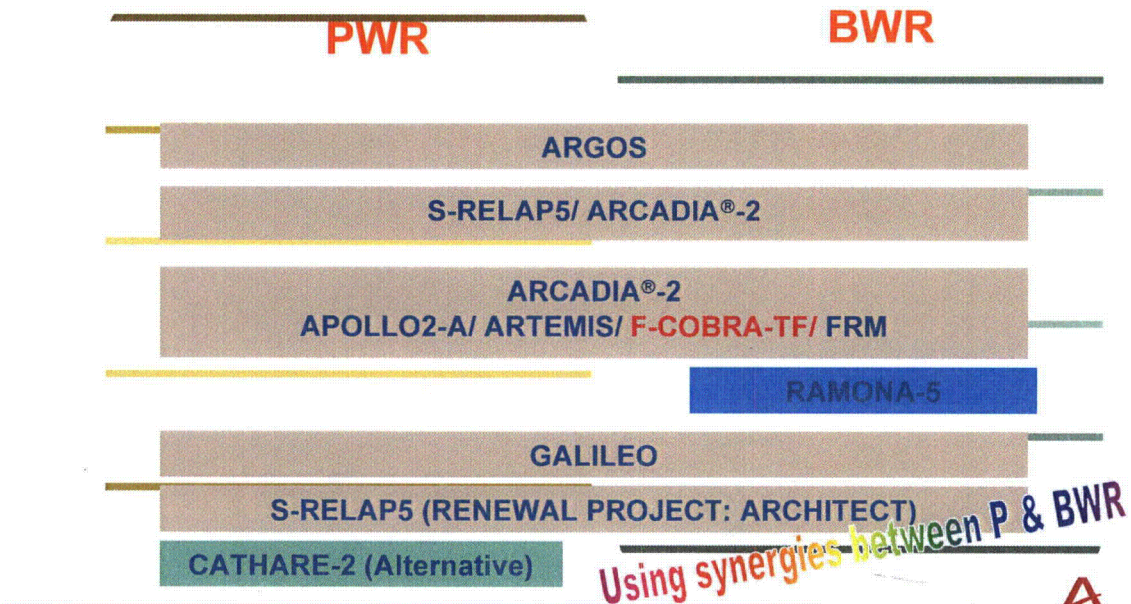 PWR
BWR
ARGOS
S-RELAP5/ ARCADIA®-2
ARCADIA®-2
APOLLO2-A/ ARTEMIS/ F-COBRA-TF/ FRM
RAMONA-5
GALILEO
S-RELAP5 (RENEWAL PROJECT: ARCHITECT)
CATHARE-2 (Alternative)
Using synergies between P & BWR